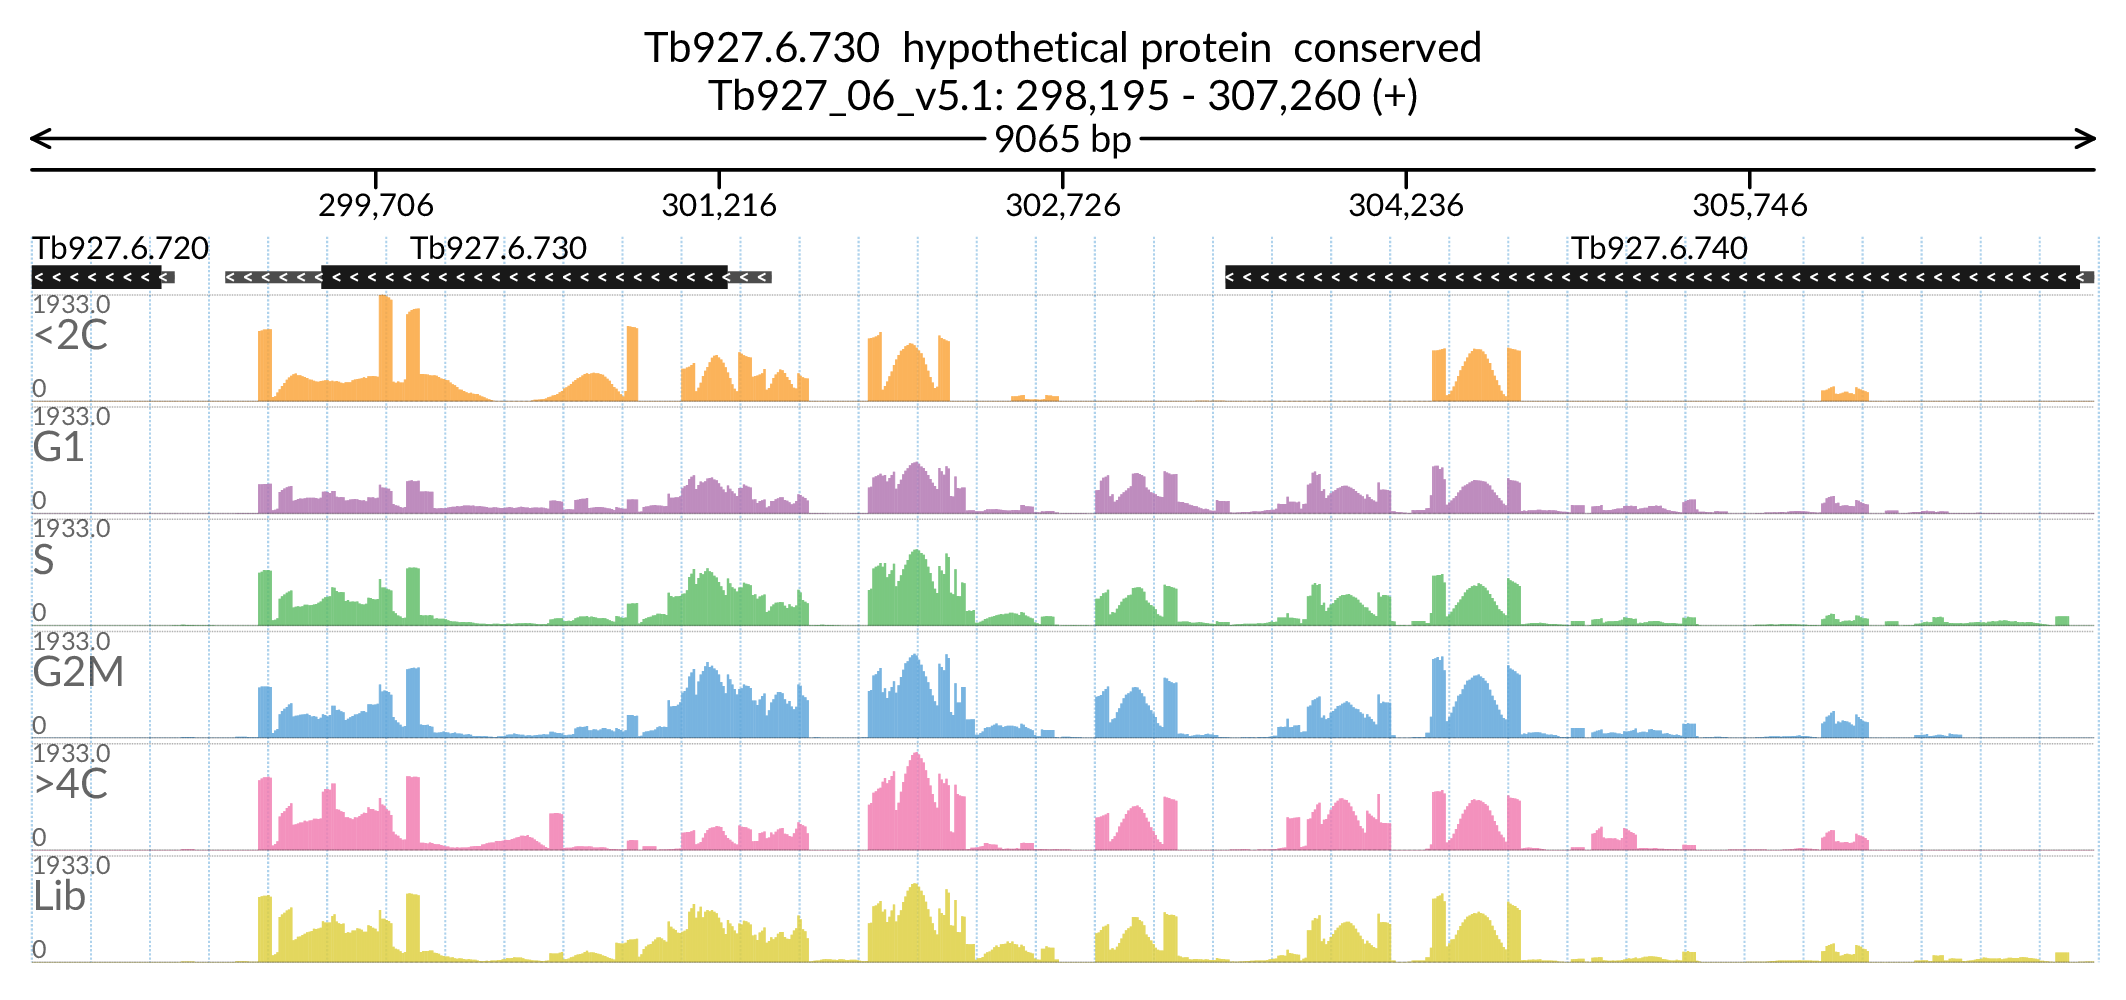 Tb927.6.730  hypothetical protein  conserved
Tb927_06_v5.1: 298,195 - 307,260 (+)
9065 bp
299,706 301,216 302,726 304,236 305,746
Tb927.6.720 Tb927.6.730 Tb927.6.740
1933.0
<2C
0
1933.0
G1
0
1933.0
S
0
1933.0
G2M
0
1933.0
>4C
0
1933.0
Lib
0